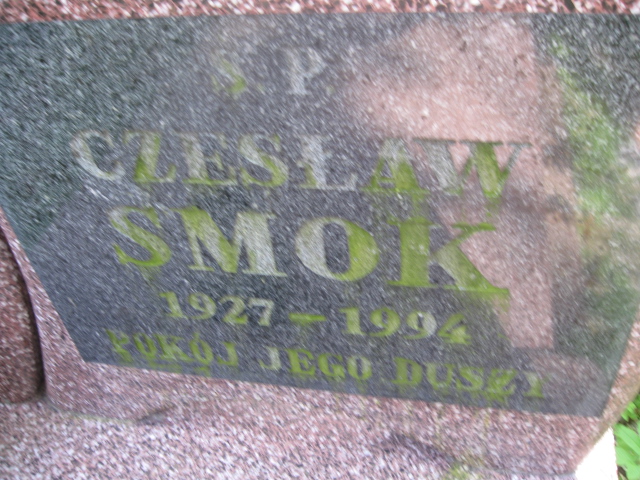 Ś. P.
CZESŁAW
SMOK
1927 – 1994
POKÓJ JEGO DUSZY